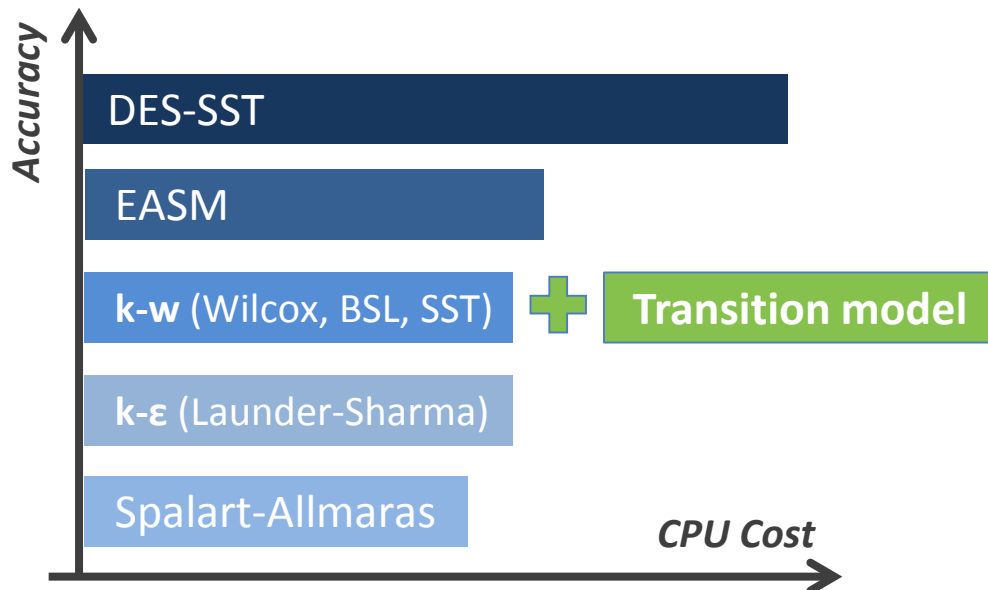 Accuracy
DES-SST
EASM
k-w (Wilcox, BSL, SST)
Transition model
k-ε (Launder-Sharma)
Spalart-Allmaras
CPU Cost